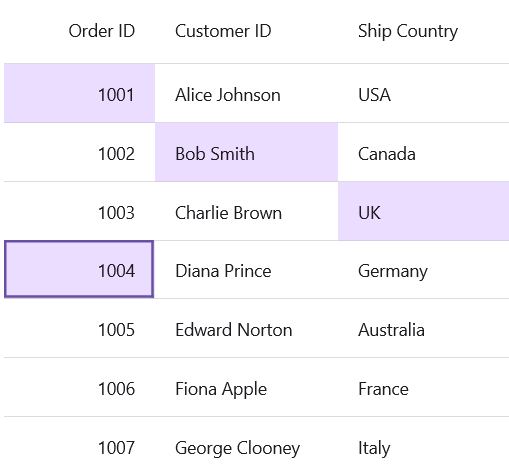 Order ID Customer ID Ship Country
1001 Alice Johnson USA
1002 Bob Smith Canada
1003 Charlie Brown UK
1004 Diana Prince Germany
1005 Edward Norton Australia
1006 Fiona Apple France
1007 George Clooney Italy